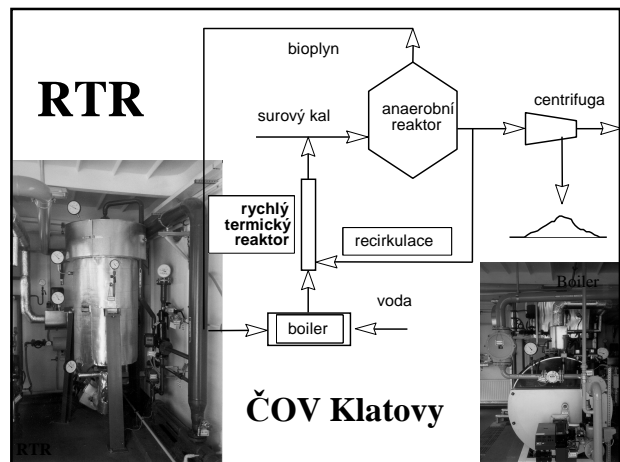 RTR
bioplyn
surový kal
anaerobní
reaktor
centrifuga
rychlý
termický
reaktor
recirkulace
Boiler
voda
boiler
ČOV Klatovy
RTR